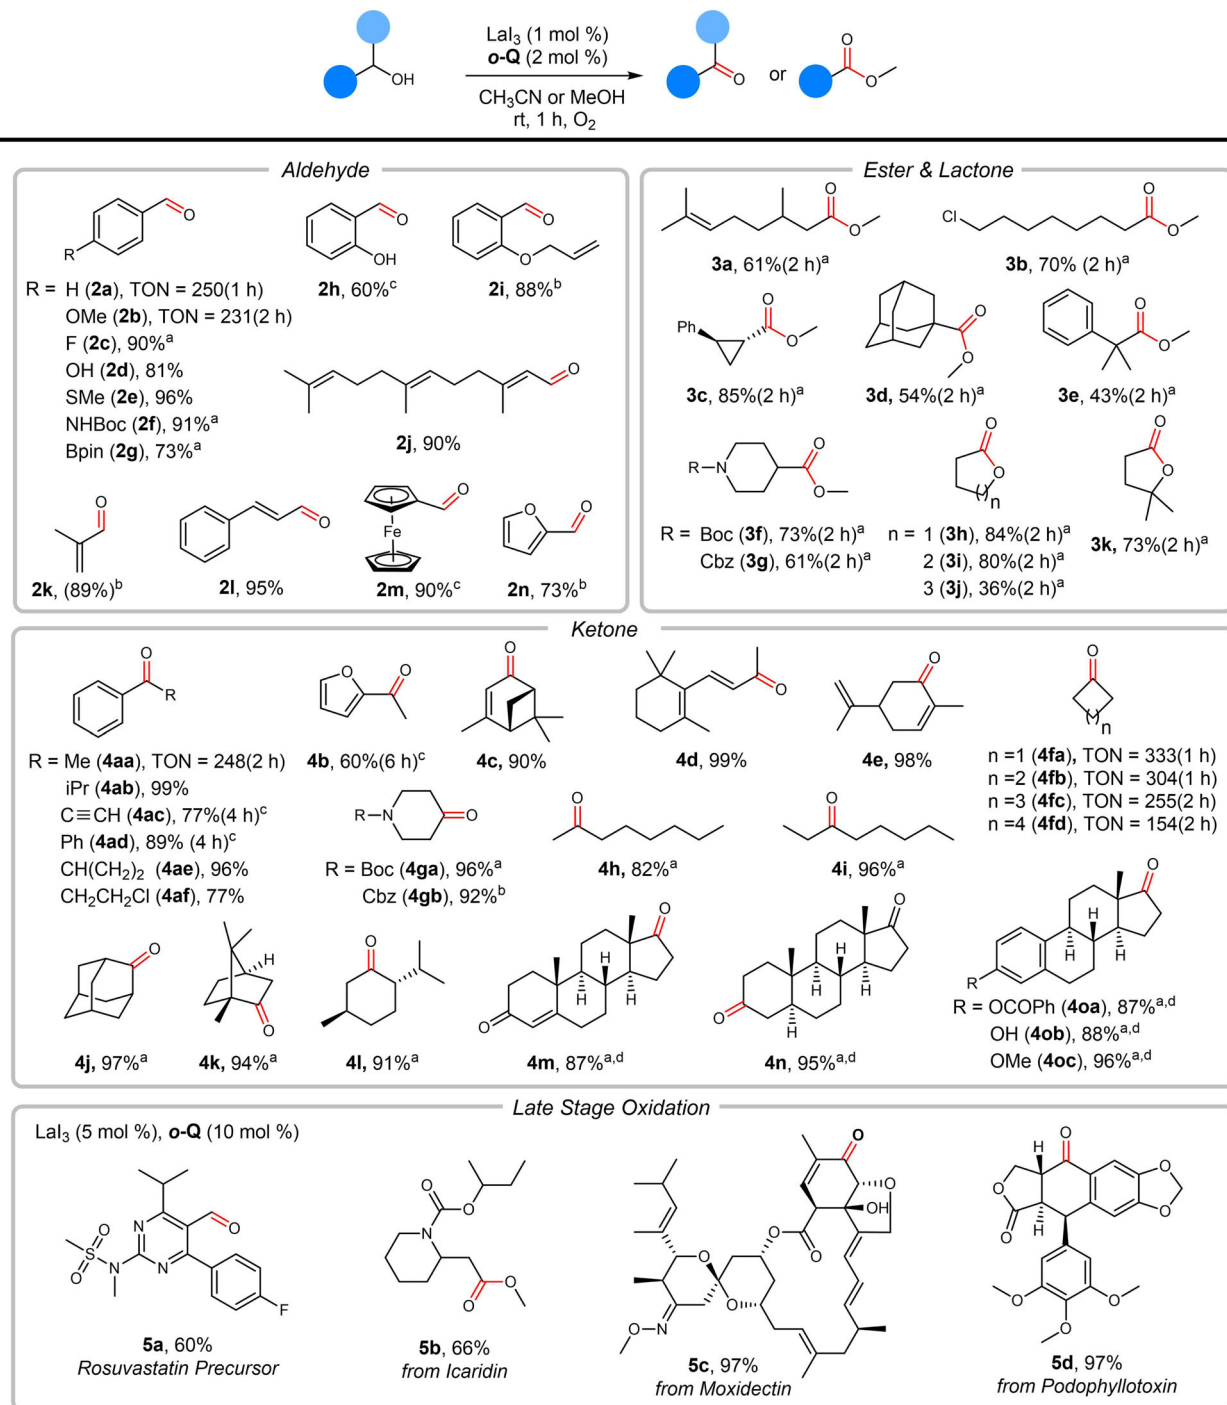 LaI3 (1 mol %)
o-Q (2 mol %)
OH
CH3CN or MeOH
rt, 1 h, O2
O
or
O
O
Aldehyde
O
R
O
OH
O
O
R = H (2a), TON = 250(1 h)
OMe (2b), TON = 231(2 h)
F (2c), 90%a
OH (2d), 81%
SMe (2e), 96%
NHBoc (2f), 91%a
Bpin (2g), 73%a
2h, 60%c
2i, 88%b
O
2j, 90%
O
O
Fe
O
O
O
2k, (89%)b
2l, 95%
2m, 90%c
2n, 73%b
Ester & Lactone
O
O
Cl
O
O
3a, 61%(2 h)a
3b, 70% (2 h)a
Ph
O
O
O
O
O
O
3c, 85%(2 h)a
3d, 54%(2 h)a
3e, 43%(2 h)a
R
N
O
O
O
O
n
O
O
R = Boc (3f), 73%(2 h)a
Cbz (3g), 61%(2 h)a
n = 1 (3h), 84%(2 h)a
2 (3i), 80%(2 h)a
3 (3j), 36%(2 h)a
3k, 73%(2 h)a
Ketone
O
R
O
O
O
O
O
O
n
R = Me (4aa), TON = 248(2 h)
iPr (4ab), 99%
C≡CH (4ac), 77%(4 h)c
Ph (4ad), 89% (4 h)c
CH(CH2)2 (4ae), 96%
CH2CH2Cl (4af), 77%
4b, 60%(6 h)c
4c, 90%
4d, 99%
4e, 98%
n =1 (4fa), TON = 333(1 h)
n =2 (4fb), TON = 304(1 h)
n =3 (4fc), TON = 255(2 h)
n =4 (4fd), TON = 154(2 h)
R
N
O
O
O
R = Boc (4ga), 96%a
Cbz (4gb), 92%b
4h, 82%a
4i, 96%a
O
H
O
O
O
O
H
H
H
O
O
H
H
H
H
O
O
H
H
H
R
4j, 97%a
4k, 94%a
4l, 91%a
4m, 87%a,d
4n, 95%a,d
R = OCOPh (4oa), 87%a,d
OH (4ob), 88%a,d
OMe (4oc), 96%a,d
Late Stage Oxidation
LaI3 (5 mol %), o-Q (10 mol %)
O
S
O
N
N
N
O
F
5a, 60%
Rosuvastatin Precursor
O
O
N
O
O
5b, 66%
from Icaridin
O
O
OH
O
O
O
O
N
O
5c, 97%
from Moxidectin
O
H
O
O
H
O
O
O
O
O
5d, 97%
from Podophyllotoxin